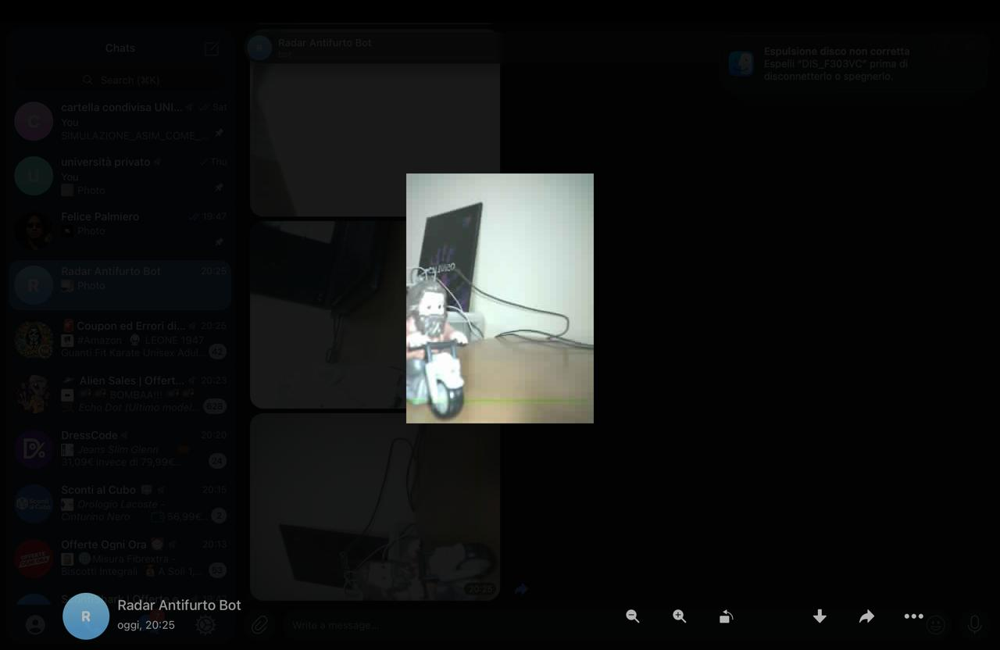 Chats
Search (⌘K)
cartella condivisa UNI... Sat
You
SIMULAZIONE_ASIM_COME_...
università privato Thu
You
Photo
Felice Palmiero 19:47
Photo
Radar Antifurto Bot 20:25
Photo
Coupon ed Errori di... 20:25
#Amazon LEONE 1947
Guanti Fit Karate Unisex Adul... 42
Alien Sales | Offert... 20:23
BOMBAA!!!
Echo Dot (Ultimo model... 628
DressCode 20:20
Jeans Slim Glenn
31,09€ invece di 79,99€... 24
Sconti al Cubo 20:15
Orologio Lacoste -
Cinturino Nero 56,99€... 2
Offerte Ogni Ora 20:13
Misura Fibrextra -
Biscotti Integrali A Soli 1,... 53
Radar Antifurto Bot
bot
20:25
Write a message...
Espulsione disco non corretta
Espelli “DIS_F303VC” prima di
disconnetterlo o spegnerlo.
R
Radar Antifurto Bot
oggi, 20:25